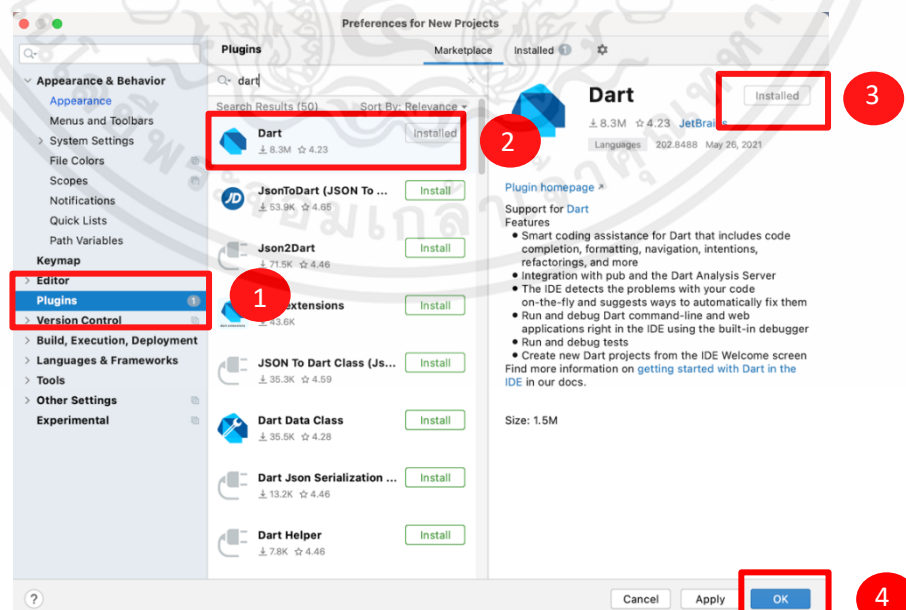 Preferences for New Projects
Plugins
Marketplace
Installed 1
Appearance & Behavior
Appearance
Menus and Toolbars
System Settings
File Colors
Scopes
Notifications
Quick Lists
Path Variables
Keymap
Editor
Plugins 1
Version Control
Build, Execution, Deployment
Languages & Frameworks
Tools
Other Settings
Experimental
1
dart
Search Results (50) Sort By: Relevance
Dart Installed
8.3M 4.23
2
JsonToDart (JSON To ... Install
53.9K 4.65
Json2Dart Install
71.5K 4.46
extensions Install
43.6K
JSON To Dart Class (Js... Install
35.3K 4.59
Dart Data Class Install
35.5K 4.28
Dart Json Serialization ... Install
13.2K 4.46
Dart Helper Install
7.8K 4.46
Dart
Installed
3
8.3M 4.23 JetBrains
Languages 202.8488 May 26, 2021
Plugin homepage
Support for Dart
Features
Smart coding assistance for Dart that includes code
completion, formatting, navigation, intentions,
refactorings, and more
Integration with pub and the Dart Analysis Server
The IDE detects the problems with your code
on-the-fly and suggests ways to automatically fix them
Run and debug Dart command-line and web
applications right in the IDE using the built-in debugger
Run and debug tests
Create new Dart projects from the IDE Welcome screen
Find more information on getting started with Dart in the
IDE in our docs.
Size: 1.5M
?
Cancel Apply OK
4